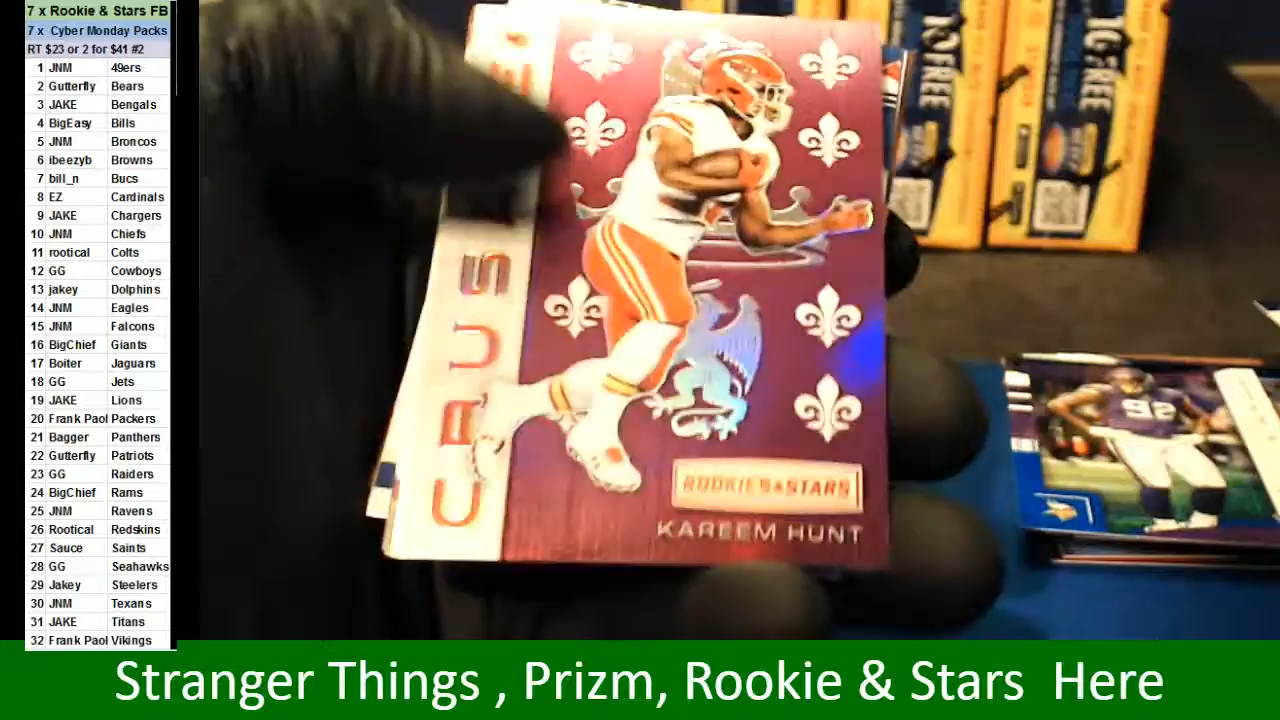 7 x Rookie & Stars FB
7 x Cyber Monday Packs
RT $23 or 2 for $41 #2
1 JNM 49ers
2 Gutterfly Bears
3 JAKE Bengals
4 BigEasy Bills
5 JNM Broncos
6 ibeezyb Browns
7 bill_n Bucs
8 EZ Cardinals
9 JAKE Chargers
10 JNM Chiefs
11 rootical Colts
12 GG Cowboys
13 jakey Dolphins
14 JNM Eagles
15 JNM Falcons
16 BigChief Giants
17 Boiter Jaguars
18 GG Jets
19 JAKE Lions
20 Frank Paol Packers
21 Bagger Panthers
22 Gutterfly Patriots
23 GG Raiders
24 BigChief Rams
25 JNM Ravens
26 Rootical Redskins
27 Sauce Saints
28 GG Seahawks
29 Jakey Steelers
30 JNM Texans
31 JAKE Titans
32 Frank Paol Vikings
CRUS
ROOKIES & STARS
KAREEM HUNT
FREE
FREE
92
Stranger Things , Prizm, Rookie & Stars Here